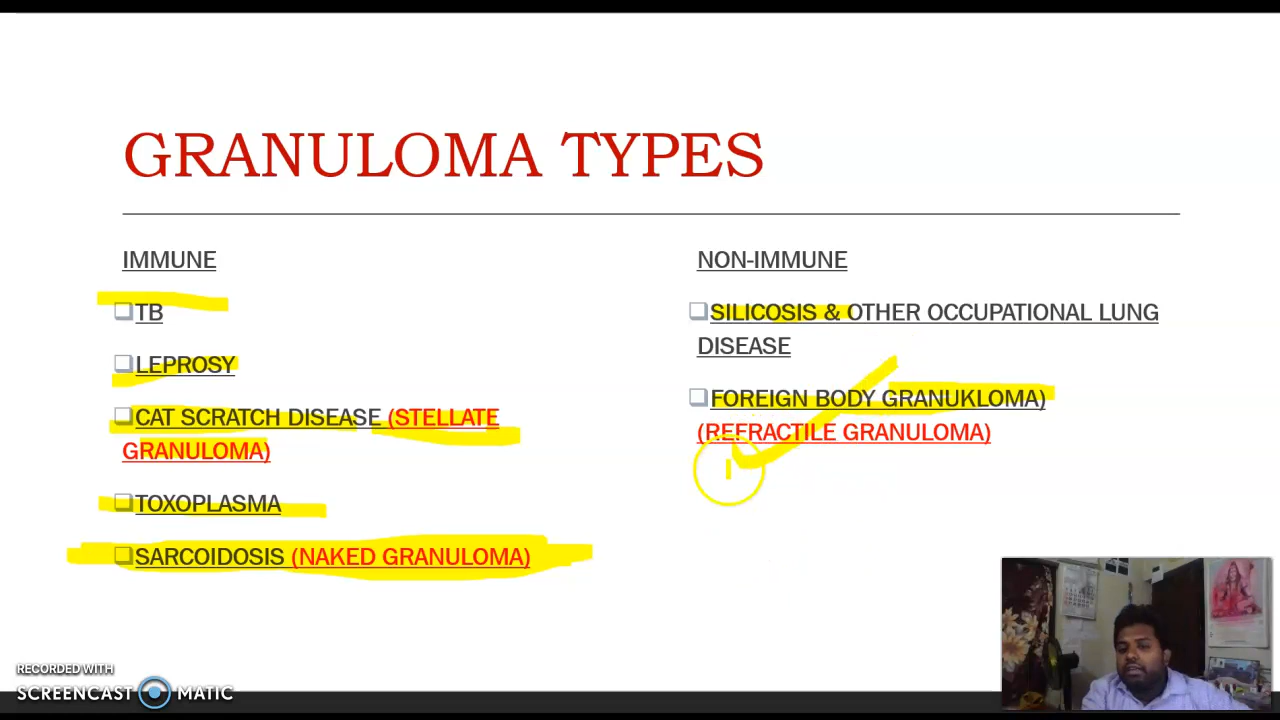 GRANULOMA TYPES
IMMUNE
TB
LEPROSY
CAT SCRATCH DISEASE (STELLATE
GRANULOMA)
TOXOPLASMA
SARCOIDOSIS (NAKED GRANULOMA)
NON-IMMUNE
SILICOSIS & OTHER OCCUPATIONAL LUNG
DISEASE
FOREIGN BODY GRANUKLOMA)
(REFRACTILE GRANULOMA)
RECORDED WITH
SCREENCAST MATIC